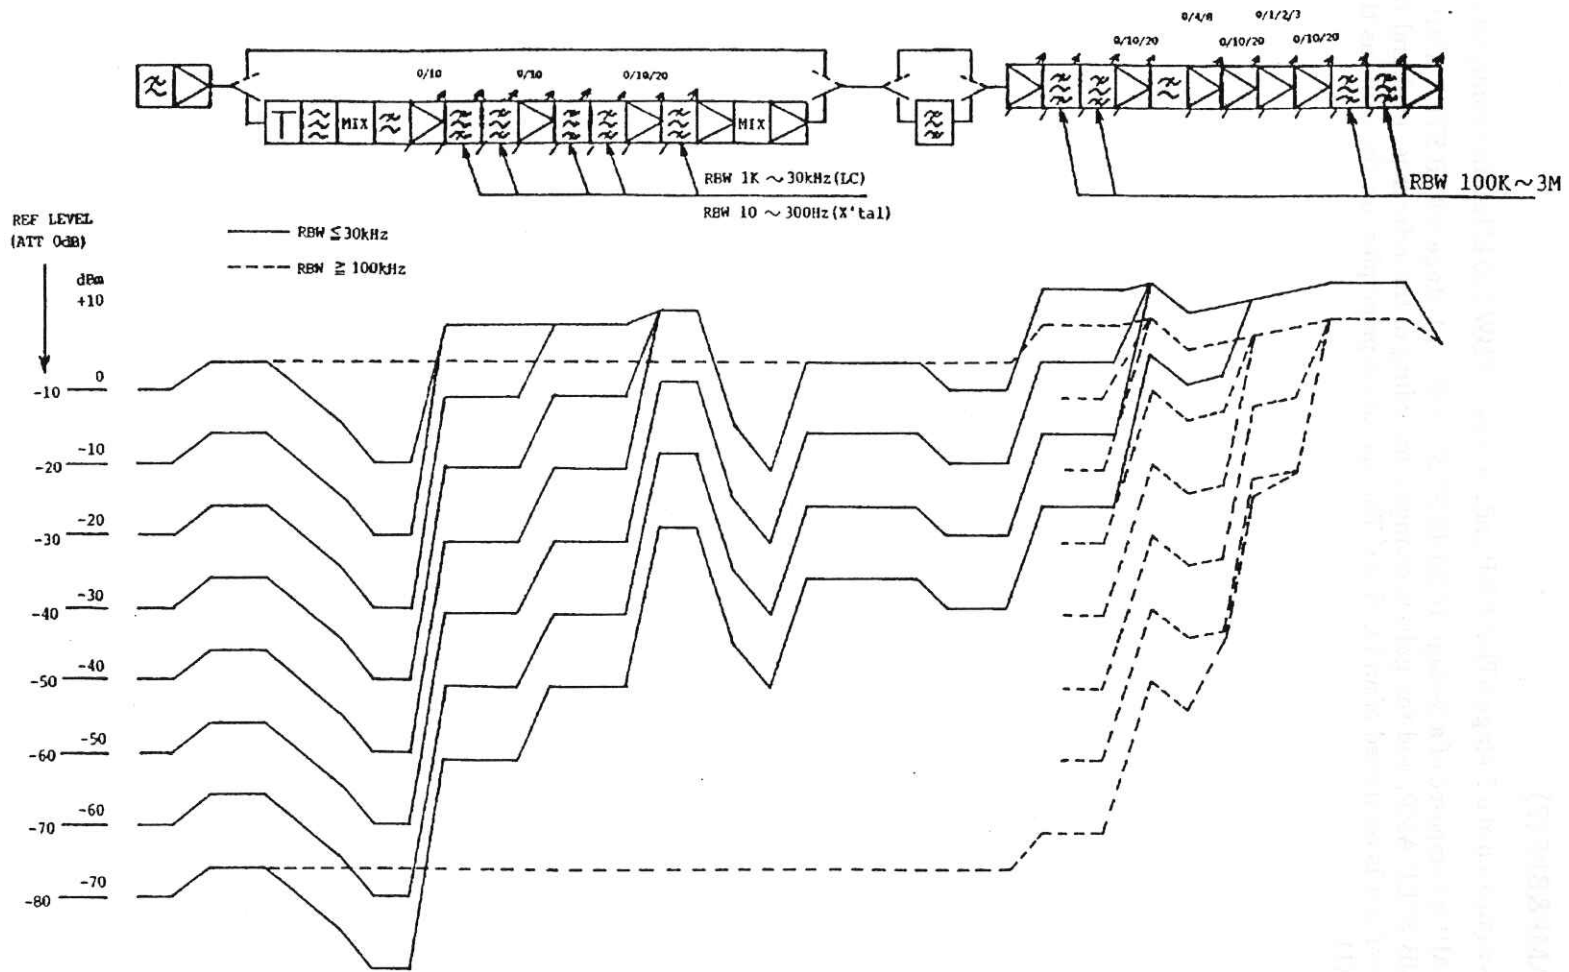 0/4/8 0/1/2/3
0/10 0/10 0/10/20 0/10/20 0/10/20 0/10/20
MIX MIX
RBW 1K ～ 30kHz(LC)
RBW 10 ～ 300Hz(X'tal)
RBW 100K～3M
REF LEVEL
(ATT 0dB)
RBW ≦ 30kHz
RBW ≧ 100kHz
dBm
+10
0
-10
-10
-20
-20
-30
-30
-40
-40
-50
-50
-60
-60
-70
-70
-80